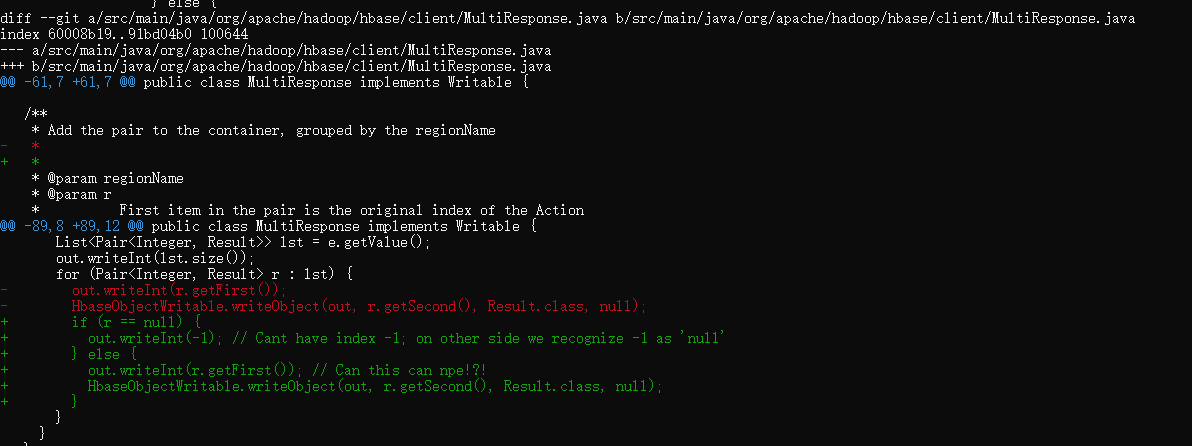 } else {
diff --git a/src/main/java/org/apache/hadoop/hbase/client/MultiResponse.java b/src/main/java/org/apache/hadoop/hbase/client/MultiResponse.java
index 60008b19..91bd04b0 100644
--- a/src/main/java/org/apache/hadoop/hbase/client/MultiResponse.java
+++ b/src/main/java/org/apache/hadoop/hbase/client/MultiResponse.java
@@ -61,7 +61,7 @@ public class MultiResponse implements Writable {
/**
* Add the pair to the container, grouped by the regionName
- *
+ *
* @param regionName
* @param r
* First item in the pair is the original index of the Action
@@ -89,8 +89,12 @@ public class MultiResponse implements Writable {
List<Pair<Integer, Result>> lst = e.getValue();
out.writeInt(lst.size());
for (Pair<Integer, Result> r : lst) {
- out.writeInt(r.getFirst());
- HbaseObjectWritable.writeObject(out, r.getSecond(), Result.class, null);
+ if (r == null) {
+ out.writeInt(-1); // Cant have index -1; on other side we recognize -1 as 'null'
+ } else {
+ out.writeInt(r.getFirst()); // Can this can npe!?!
+ HbaseObjectWritable.writeObject(out, r.getSecond(), Result.class, null);
+ }
}
}